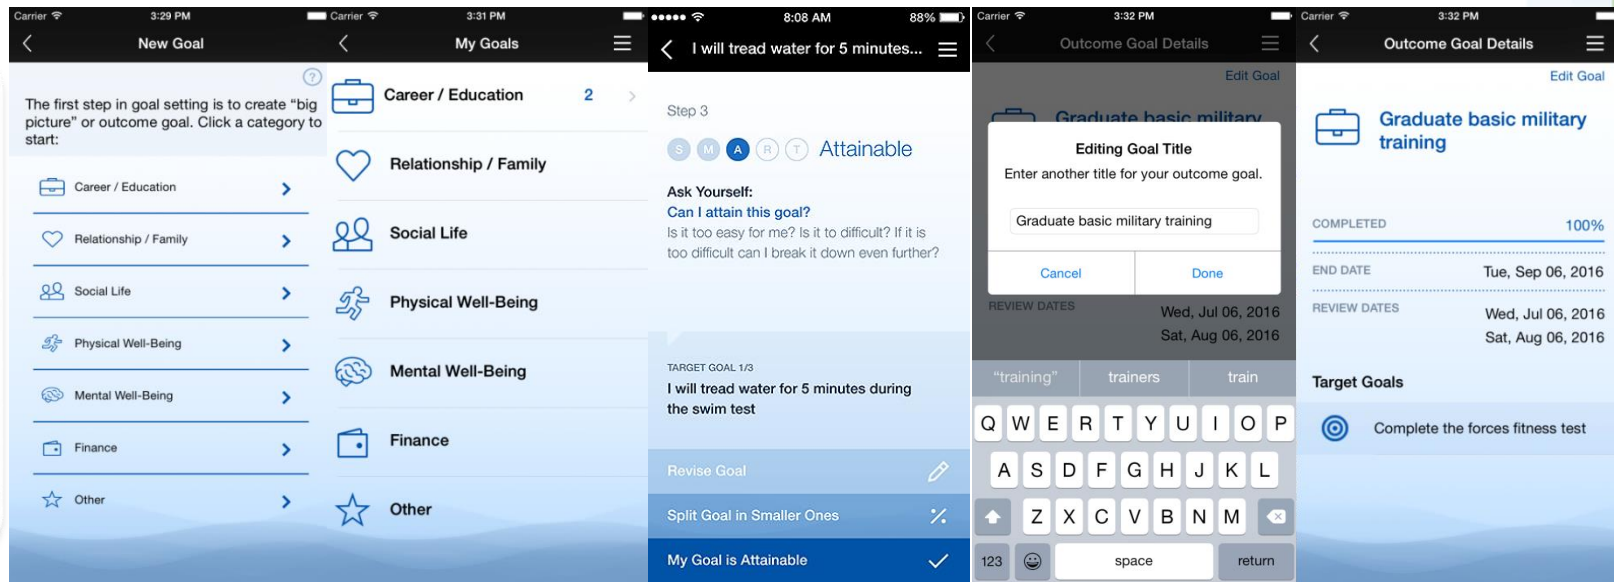 Carrier 3:29 PM
New Goal
?
The first step in goal setting is to create “big
picture” or outcome goal. Click a category to
start:
Career / Education
Relationship / Family
Social Life
Physical Well-Being
Mental Well-Being
Finance
Other
Carrier 3:31 PM
My Goals
Career / Education 2
Relationship / Family
Social Life
Physical Well-Being
Mental Well-Being
Finance
Other
8:08 AM 88%
I will tread water for 5 minutes...
Step 3
S M A R T Attainable
Ask Yourself:
Can I attain this goal?
Is it too easy for me? Is it to difficult? If it is
too difficult can I break it down even further?
TARGET GOAL 1/3
I will tread water for 5 minutes during
the swim test
Revise Goal
Split Goal in Smaller Ones
My Goal is Attainable
Carrier 3:32 PM
Outcome Goal Details
Edit Goal
Graduate basic military
Editing Goal Title
Enter another title for your outcome goal.
Graduate basic military training
Cancel Done
REVIEW DATES Wed, Jul 06, 2016
Sat, Aug 06, 2016
“training” trainers train
Q W E R T Y U I O P
A S D F G H J K L
Z X C V B N M
123 space return
Carrier 3:32 PM
Outcome Goal Details
Edit Goal
Graduate basic military
training
COMPLETED 100%
END DATE Tue, Sep 06, 2016
REVIEW DATES Wed, Jul 06, 2016
Sat, Aug 06, 2016
Target Goals
Complete the forces fitness test